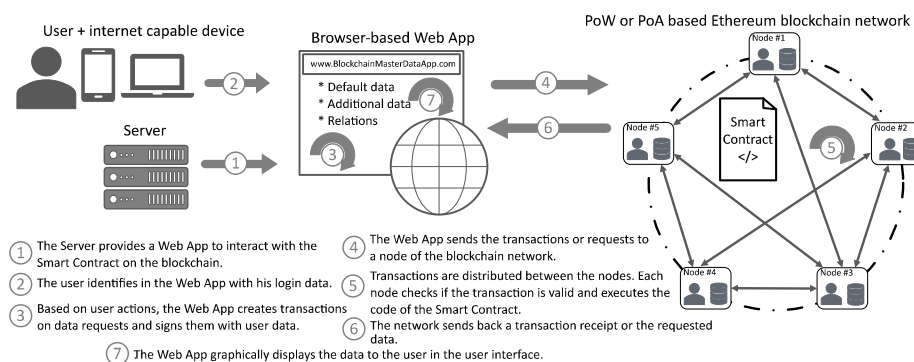 PoW or PoA based Ethereum blockchain network
User + internet capable device
Browser-based Web App
www.BlockchainMasterDataApp.com
* Default data
* Additional data
* Relations
Server
1
2
3
7
4
6
5
Node #1
Node #2
Node #5
Node #4
Node #3
Smart
Contract
</>
1 The Server provides a Web App to interact with the
Smart Contract on the blockchain.
2 The user identifies in the Web App with his login data.
3 Based on user actions, the Web App creates transactions
on data requests and signs them with user data.
4 The Web App sends the transactions or requests to
a node of the blockchain network.
5 Transactions are distributed between the nodes. Each
node checks if the transaction is valid and executes the
code of the Smart Contract.
6 The network sends back a transaction receipt or the requested
data.
7 The Web App graphically displays the data to the user in the user interface.